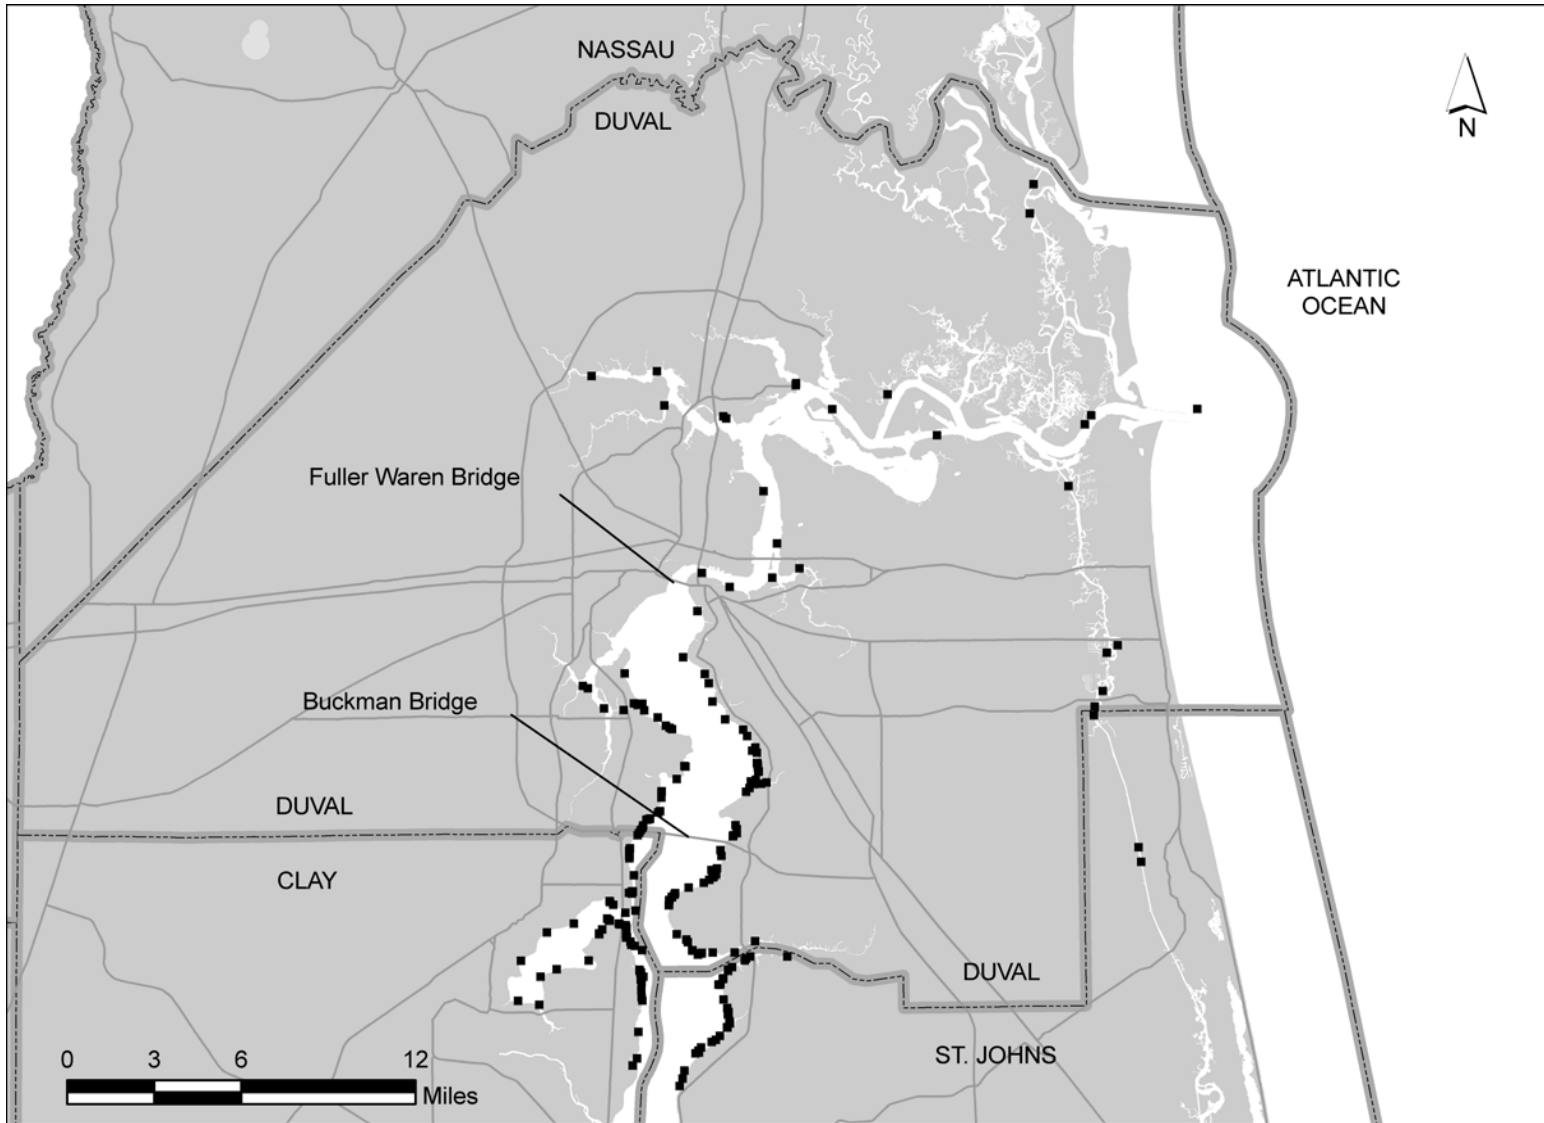 NASSAU
DUVAL
N
ATLANTIC
OCEAN
Fuller Waren Bridge
Buckman Bridge
DUVAL
CLAY
DUVAL
ST. JOHNS
0 3 6 12
Miles